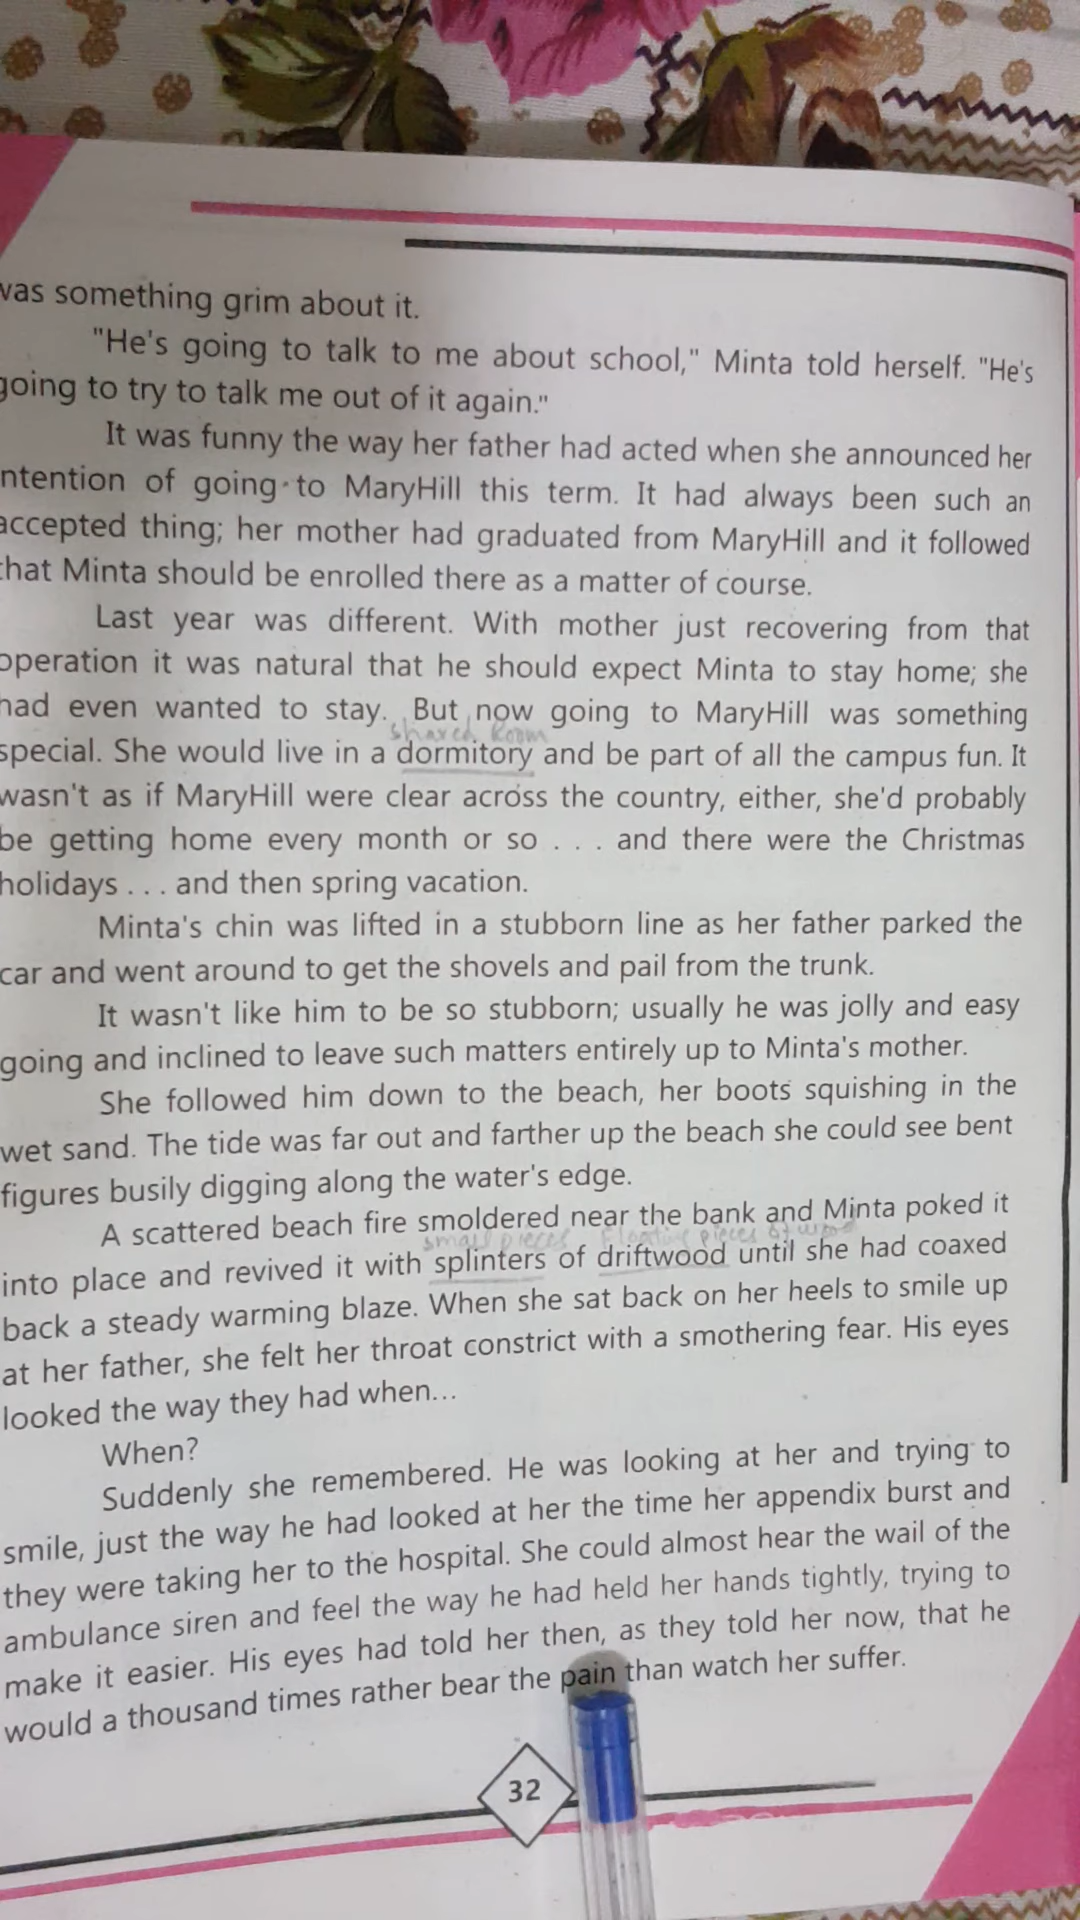 was something grim about it.
"He's going to talk to me about school," Minta told herself. "He's
going to try to talk me out of it again."
It was funny the way her father had acted when she announced her
ntention of going to MaryHill this term. It had always been such an
accepted thing; her mother had graduated from MaryHill and it followed
that Minta should be enrolled there as a matter of course.
Last year was different. With mother just recovering from that
operation it was natural that he should expect Minta to stay home; she
had even wanted to stay. But now going to MaryHill was something
shared Room
special. She would live in a dormitory and be part of all the campus fun. It
wasn't as if MaryHill were clear across the country, either, she'd probably
be getting home every month or so . . . and there were the Christmas
holidays . . . and then spring vacation.
Minta's chin was lifted in a stubborn line as her father parked the
car and went around to get the shovels and pail from the trunk.
It wasn't like him to be so stubborn; usually he was jolly and easy
going and inclined to leave such matters entirely up to Minta's mother.
She followed him down to the beach, her boots squishing in the
wet sand. The tide was far out and farther up the beach she could see bent
figures busily digging along the water's edge.
A scattered beach fire smoldered near the bank and Minta poked it
small pieces Floating pieces of wood
into place and revived it with splinters of driftwood until she had coaxed
back a steady warming blaze. When she sat back on her heels to smile up
at her father, she felt her throat constrict with a smothering fear. His eyes
looked the way they had when...
When?
Suddenly she remembered. He was looking at her and trying to
smile, just the way he had looked at her the time her appendix burst and
they were taking her to the hospital. She could almost hear the wail of the
ambulance siren and feel the way he had held her hands tightly, trying to
make it easier. His eyes had told her then, as they told her now, that he
would a thousand times rather bear the pain than watch her suffer.
32